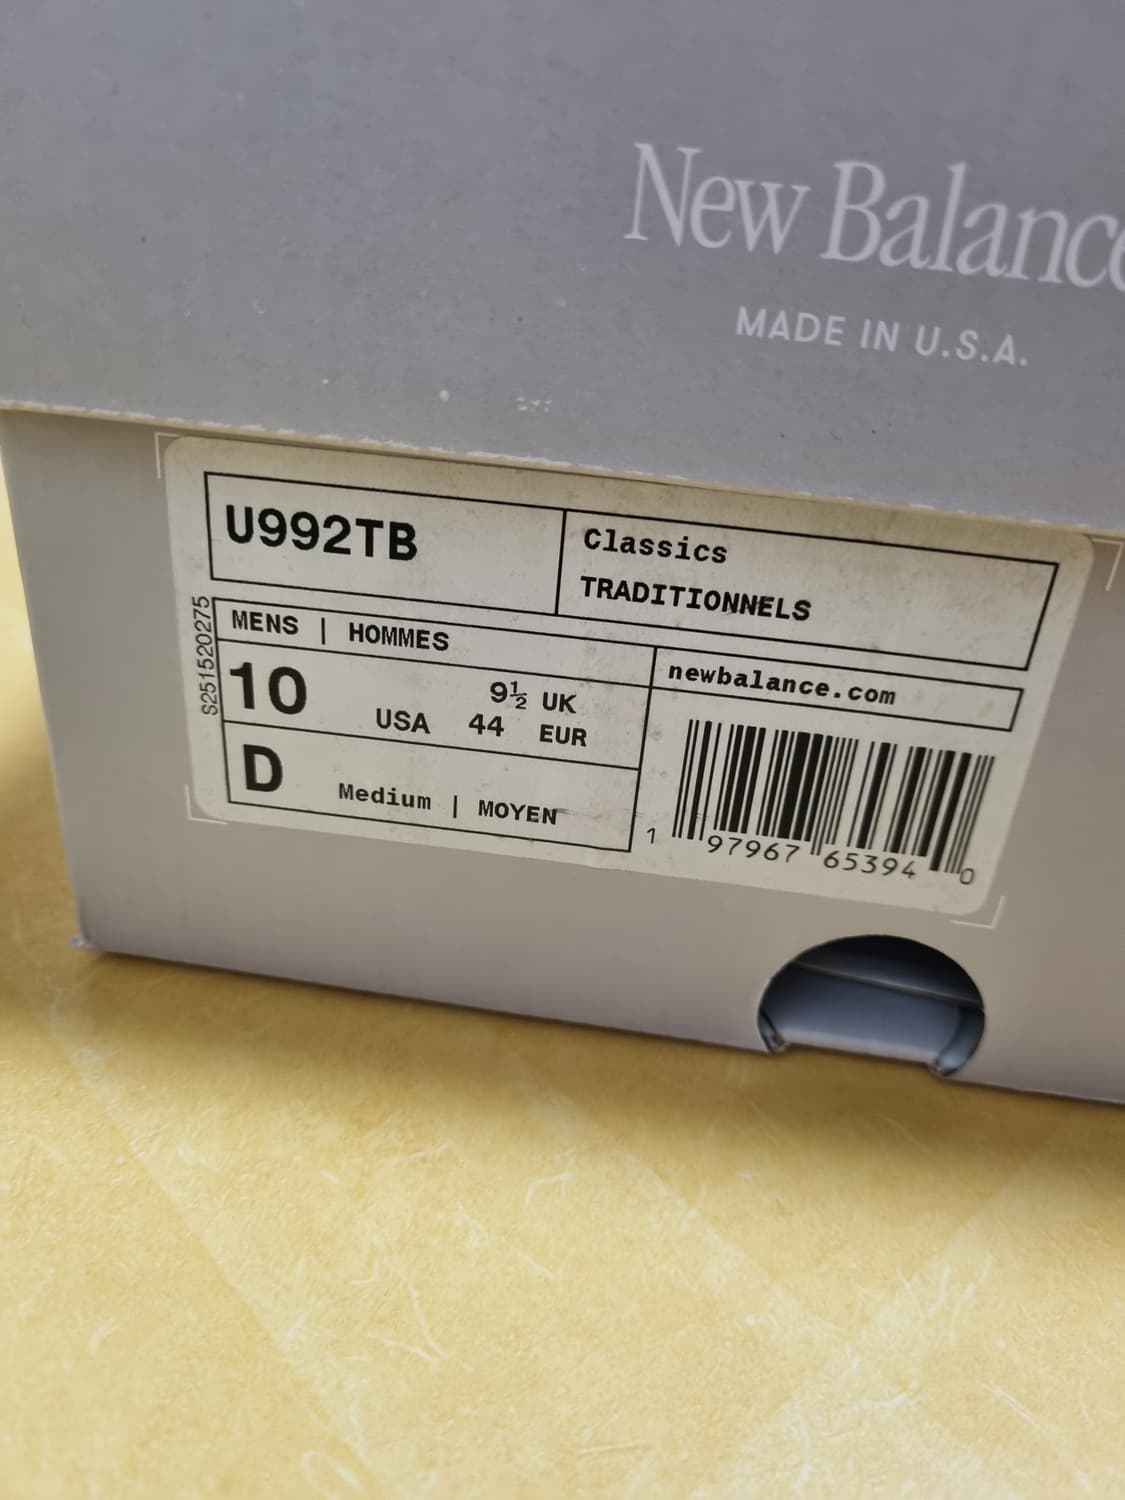 New Balance
MADE IN U.S.A.
U992TB
Classics
TRADITIONNELS
S251520275
MENS | HOMMES
10 USA 9½ UK
44 EUR
D Medium | MOYEN
newbalance.com
1 97967 65394 0